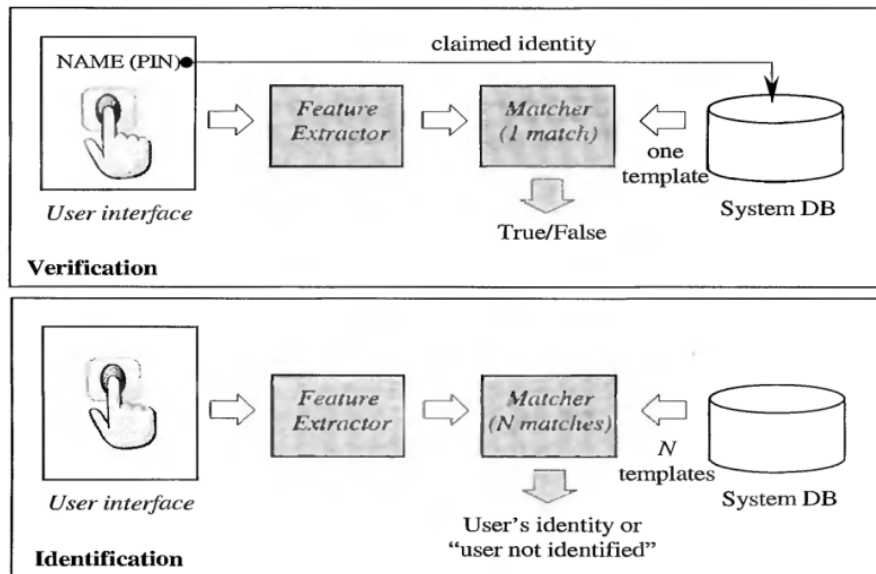 claimed identity
NAME (PIN)
Feature
Extractor
Matcher
(1 match)
one
template
User interface
System DB
True/False
Verification
Feature
Extractor
Matcher
(N matches)
N
templates
User interface
System DB
User's identity or
"user not identified"
Identification